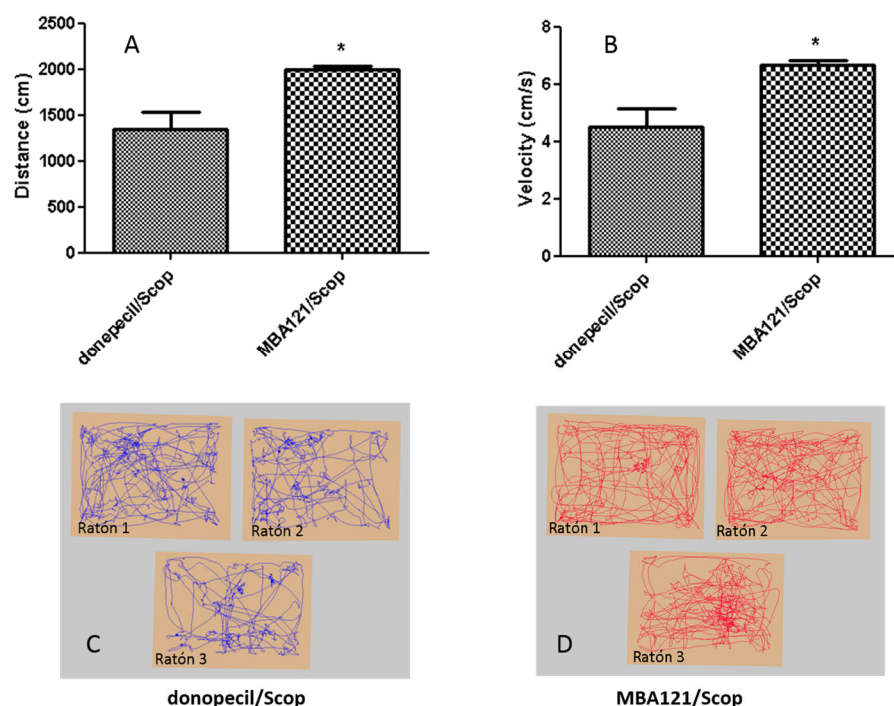 A
*
Distance (cm)
2500
2000
1500
1000
500
0
donepecil/Scop
MBA121/Scop
B
*
Velocity (cm/s)
8
6
4
2
0
donepecil/Scop
MBA121/Scop
Ratón 1
Ratón 2
Ratón 3
C
donopecil/Scop
Ratón 1
Ratón 2
Ratón 3
D
MBA121/Scop